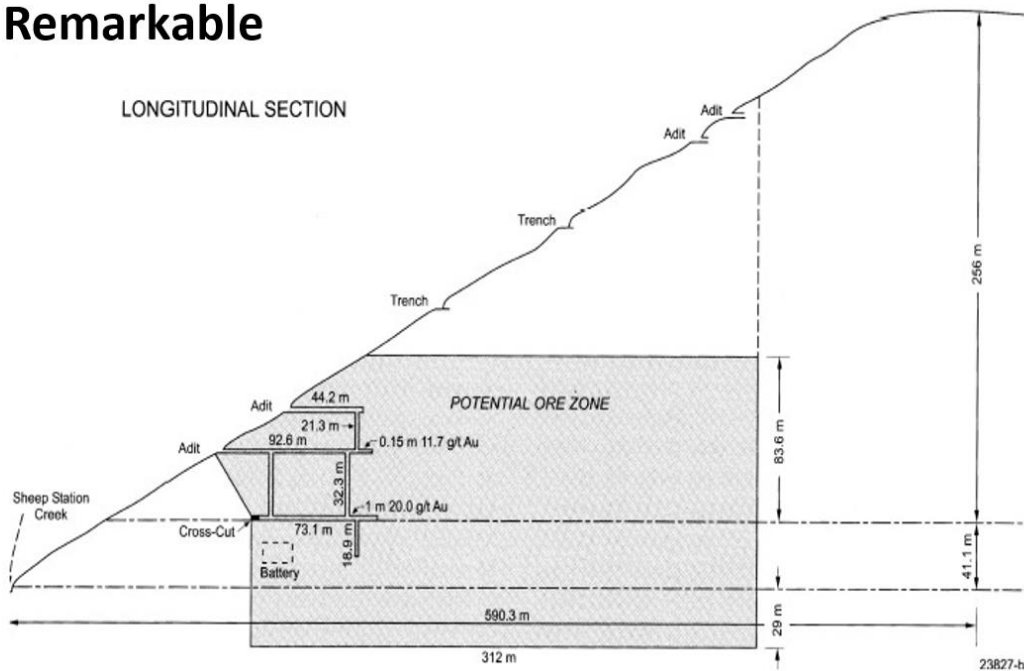 Remarkable
LONGITUDINAL SECTION
Adit
Adit
Trench
Trench
256 m
44.2 m
POTENTIAL ORE ZONE
Adit
21.3 m
92.6 m
0.15 m 11.7 g/t Au
Adit
83.6 m
32.3 m
Sheep Station
Creek
1 m 20.0 g/t Au
Cross-Cut
73.1 m
18.9 m
41.1 m
Battery
590.3 m
29 m
312 m